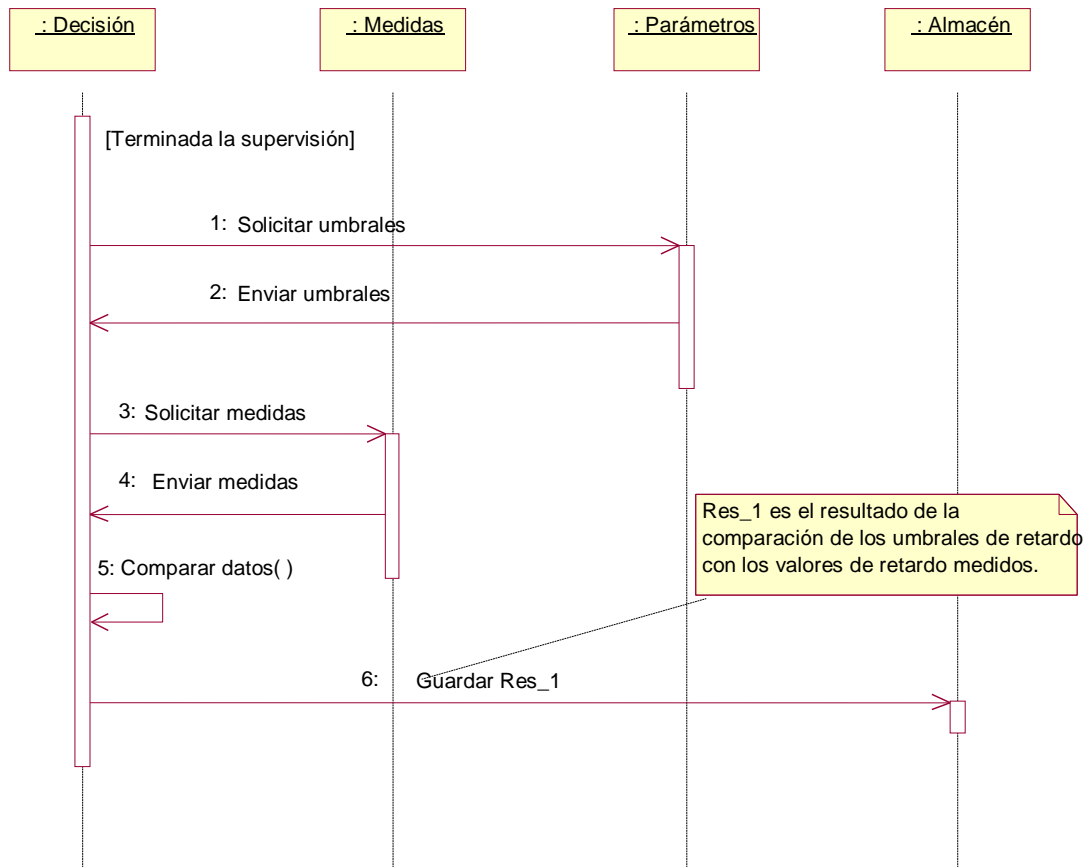 : Decisión
: Medidas
: Parámetros
: Almacén
[Terminada la supervisión]
1: Solicitar umbrales
2: Enviar umbrales
3: Solicitar medidas
4: Enviar medidas
Res_1 es el resultado de la
comparación de los umbrales de retardo
con los valores de retardo medidos.
5: Comparar datos( )
6: Guardar Res_1